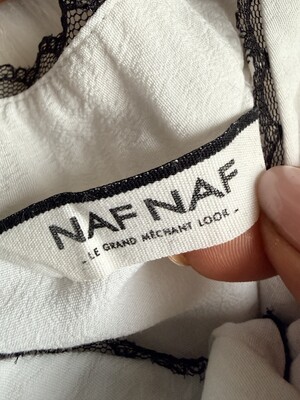 NAF NAF
- LE GRAND MÉCHANT LOOK -